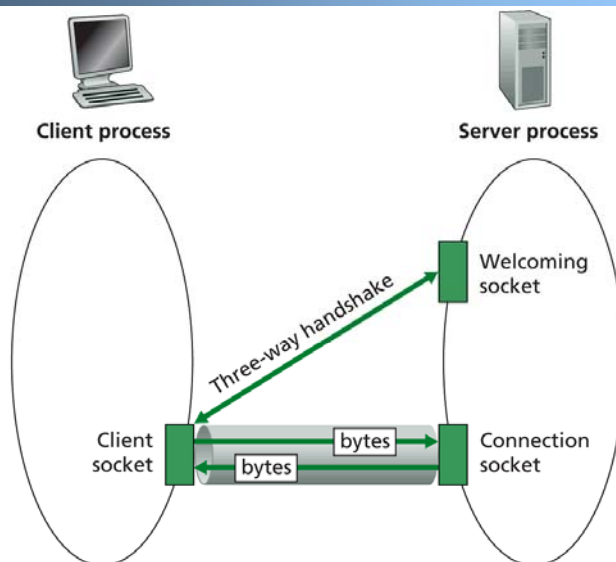 Client process
Server process
Welcoming
socket
Three-way handshake
Client
socket
bytes
bytes
Connection
socket